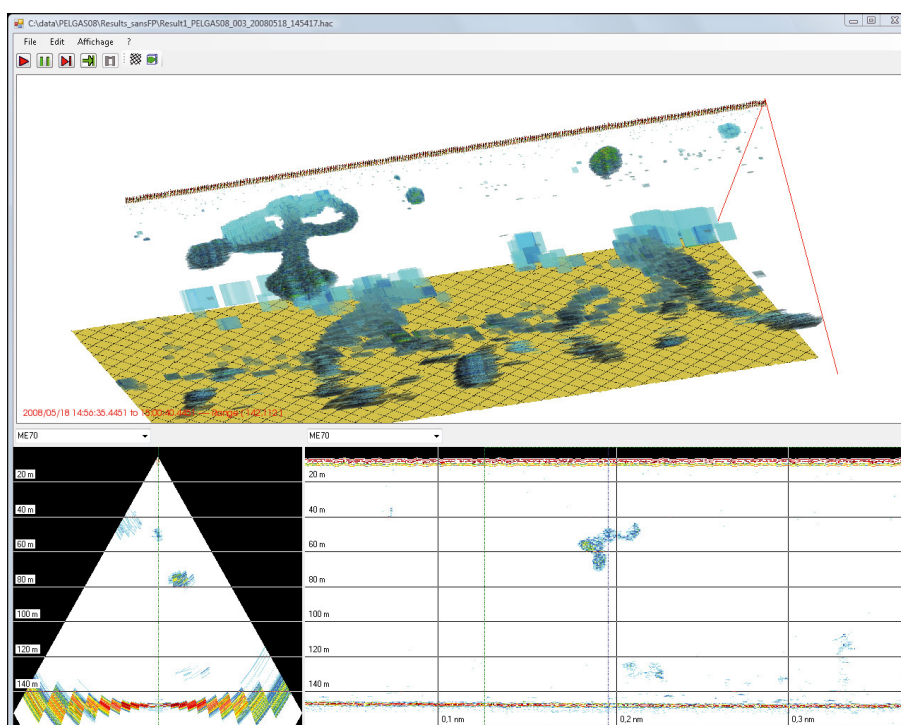 C:\data\PELGAS08\Results_sansFP\Result1_PELGAS08_003_20080518_145417.hac
File Edit Affichage ?
2008/05/18 14:56:35.4451 to
ME70 ME70
20 m 20 m
40 m 40 m
60 m 60 m
80 m 80 m
100 m 100 m
120 m 120 m
140 m 140 m
0,1 nm 0,2 nm 0,3 nm